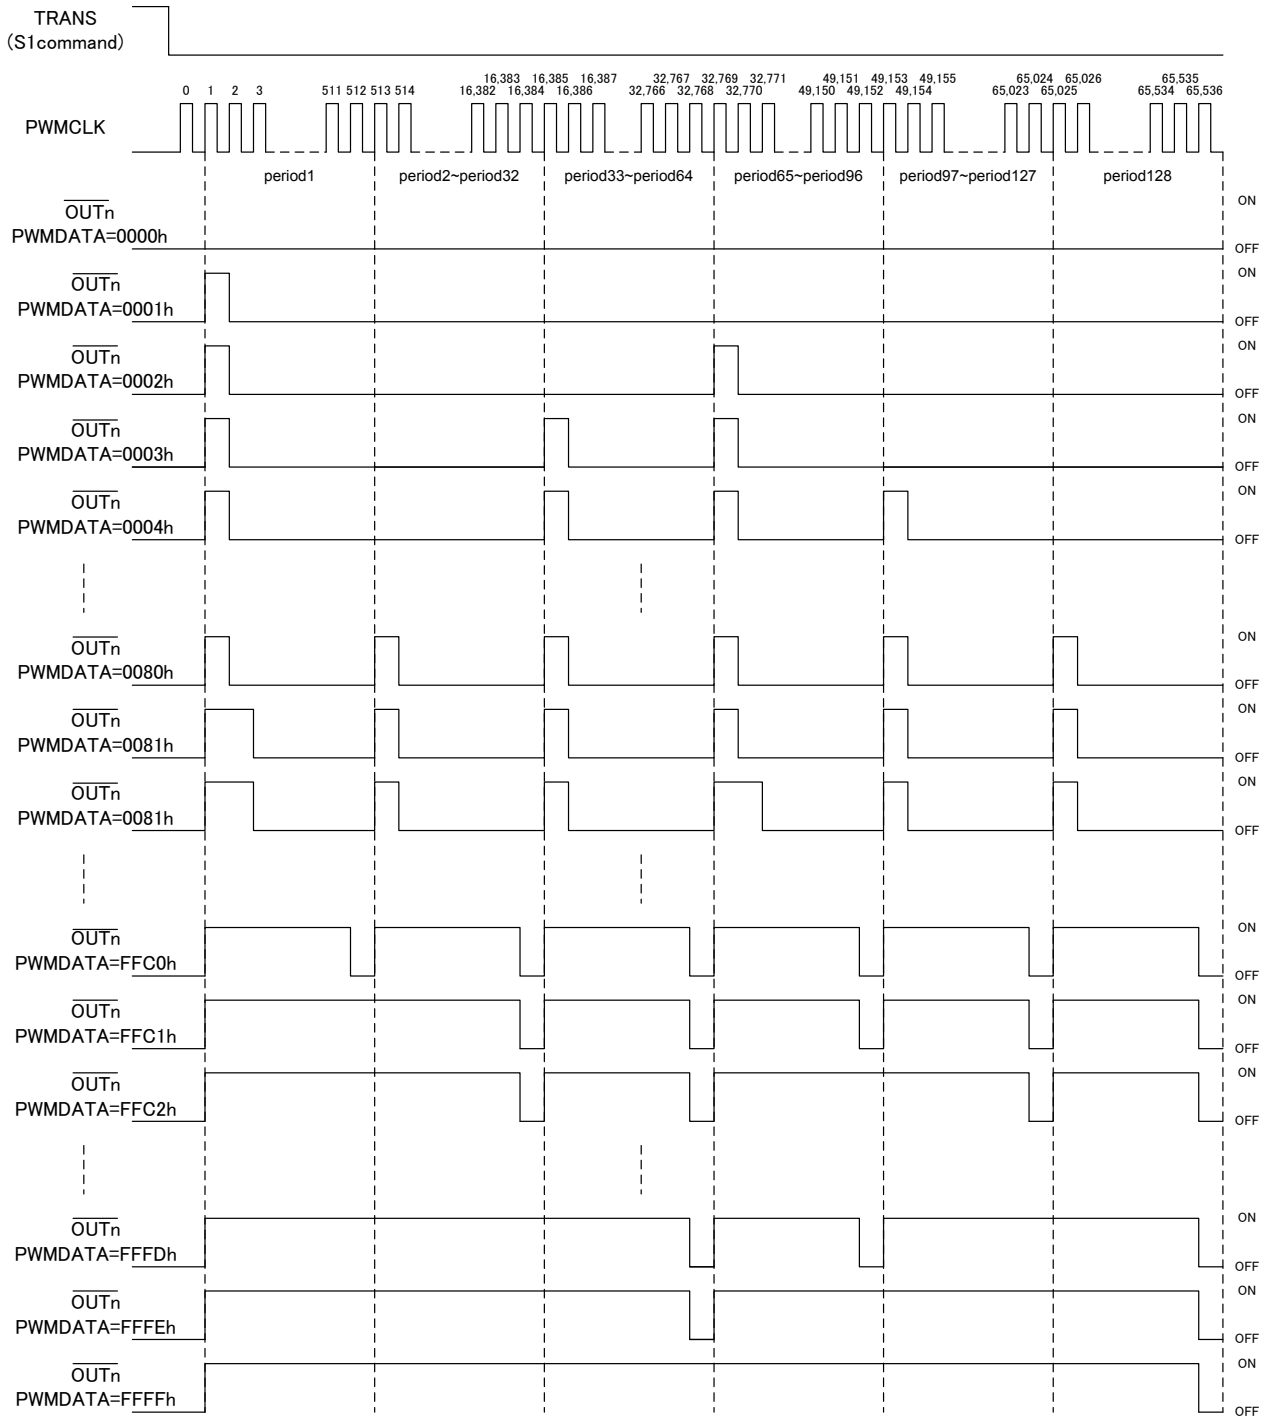 TRANS
(S1command)
16,383 16,385 16,387 32,767 32,769 32,771 49,151 49,153 49,155 65,024 65,026 65,535
0 1 2 3 511 512 513 514 16,382 16,384 16,386 32,766 32,768 32,770 49,150 49,152 49,154 65,023 65,025 65,534 65,536
PWMCLK
period1 period2~period32 period33~period64 period65~period96 period97~period127 period128
ON
OUTn
PWMDATA=0000h
OFF
ON
OUTn
PWMDATA=0001h
OFF
ON
OUTn
PWMDATA=0002h
OFF
ON
OUTn
PWMDATA=0003h
OFF
ON
OUTn
PWMDATA=0004h
OFF
ON
OUTn
PWMDATA=0080h
OFF
ON
OUTn
PWMDATA=0081h
OFF
ON
OUTn
PWMDATA=0081h
OFF
ON
OUTn
PWMDATA=FFC0h
OFF
ON
OUTn
PWMDATA=FFC1h
OFF
ON
OUTn
PWMDATA=FFC2h
OFF
ON
OUTn
PWMDATA=FFFDh
OFF
ON
OUTn
PWMDATA=FFFEh
OFF
ON
OUTn
PWMDATA=FFFFh
OFF